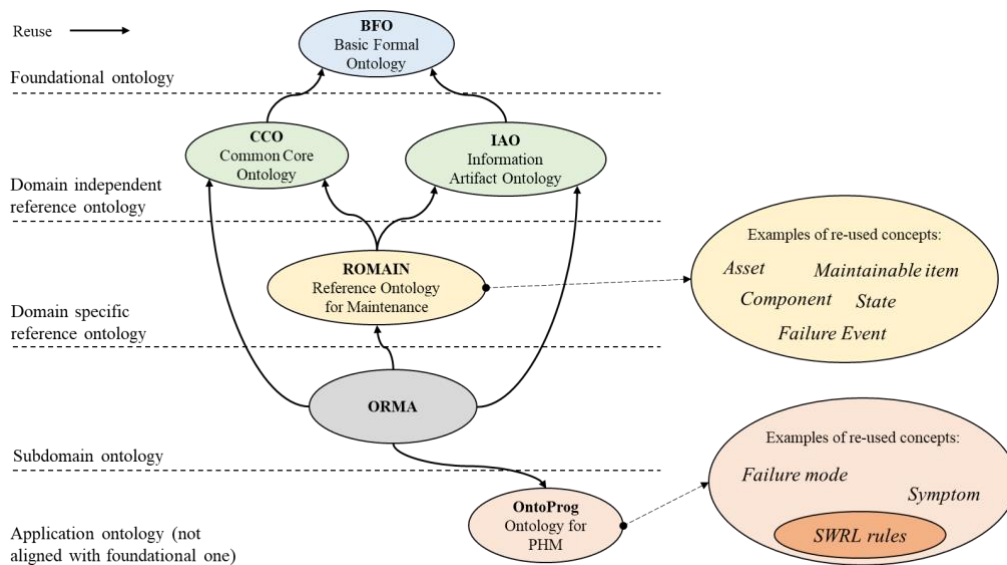 Reuse
BFO
Basic Formal
Ontology
Foundational ontology
CCO
Common Core
Ontology
IAO
Information
Artifact Ontology
Domain independent
reference ontology
ROMAIN
Reference Ontology
for Maintenance
Examples of re-used concepts:
Asset
Maintainable item
Component
State
Failure Event
Domain specific
reference ontology
ORMA
Subdomain ontology
Examples of re-used concepts:
Failure mode
Symptom
SWRL rules
OntoProg
Ontology for
PHM
Application ontology (not
aligned with foundational one)